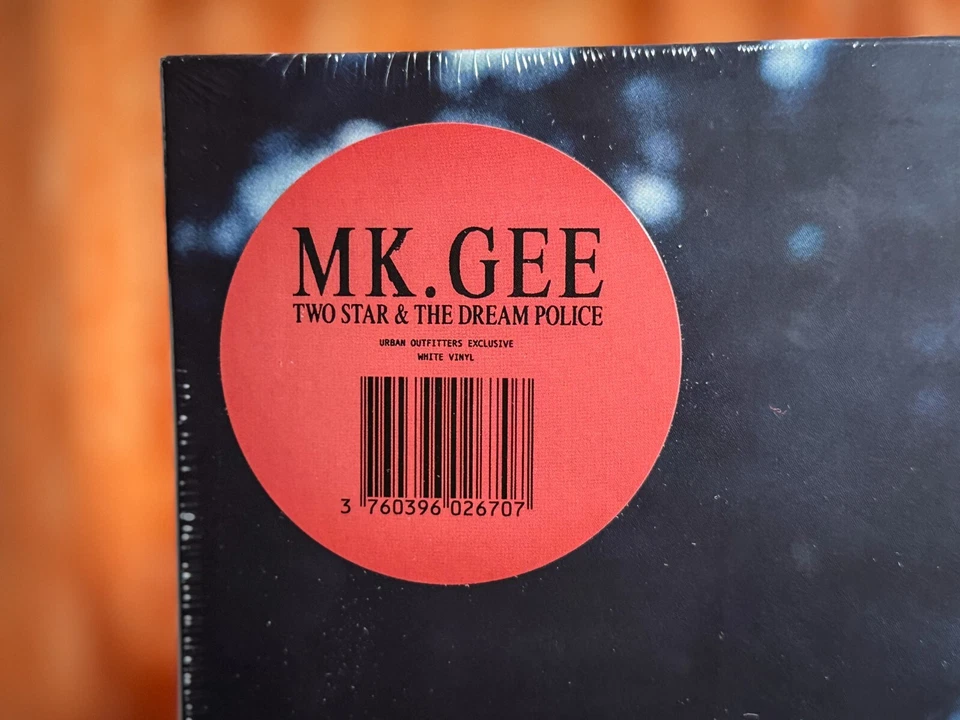 MK.GEE
TWO STAR & THE DREAM POLICE
URBAN OUTFITTERS EXCLUSIVE
WHITE VINYL
3 760396 026707